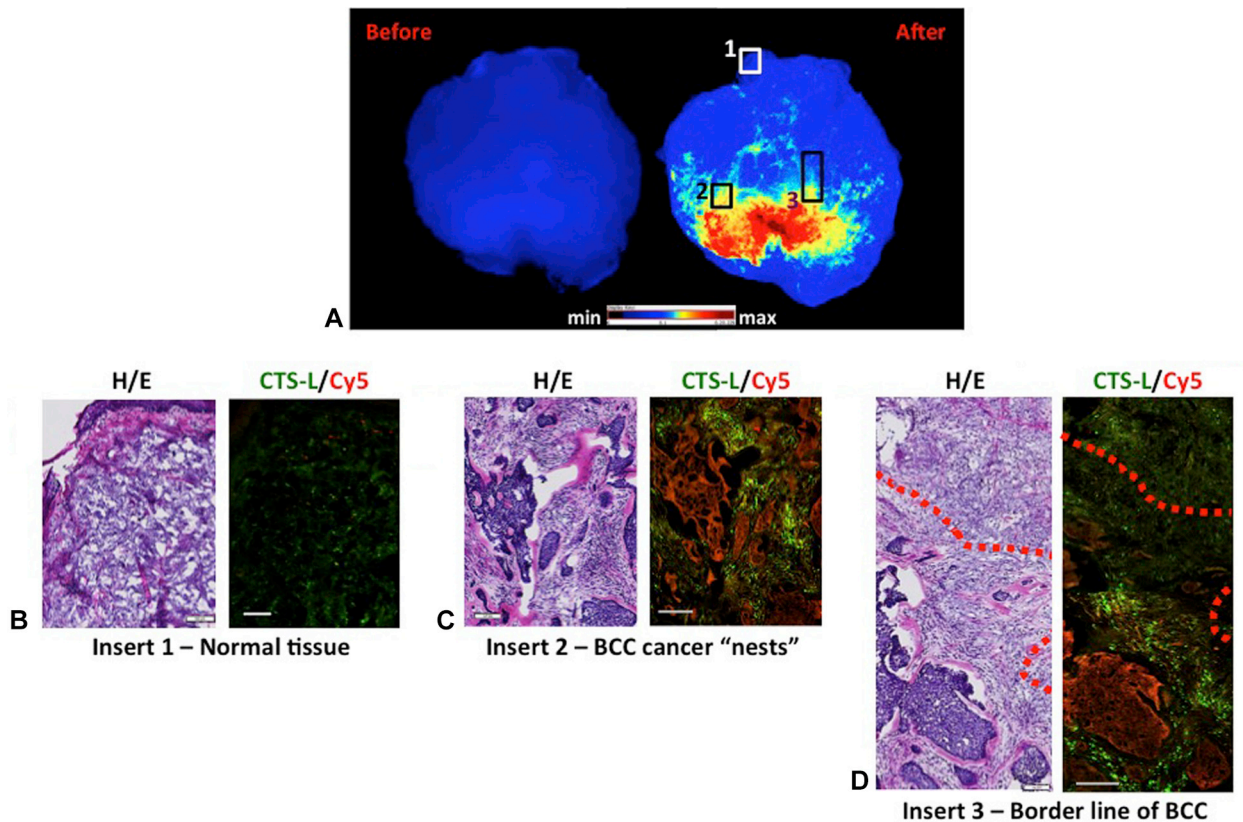 Before
After
1
2
3
min
max
A
H/E
CTS-L/Cy5
H/E
CTS-L/Cy5
H/E
CTS-L/Cy5
B
Insert 1 – Normal tissue
C
Insert 2 – BCC cancer “nests”
D
Insert 3 – Border line of BCC